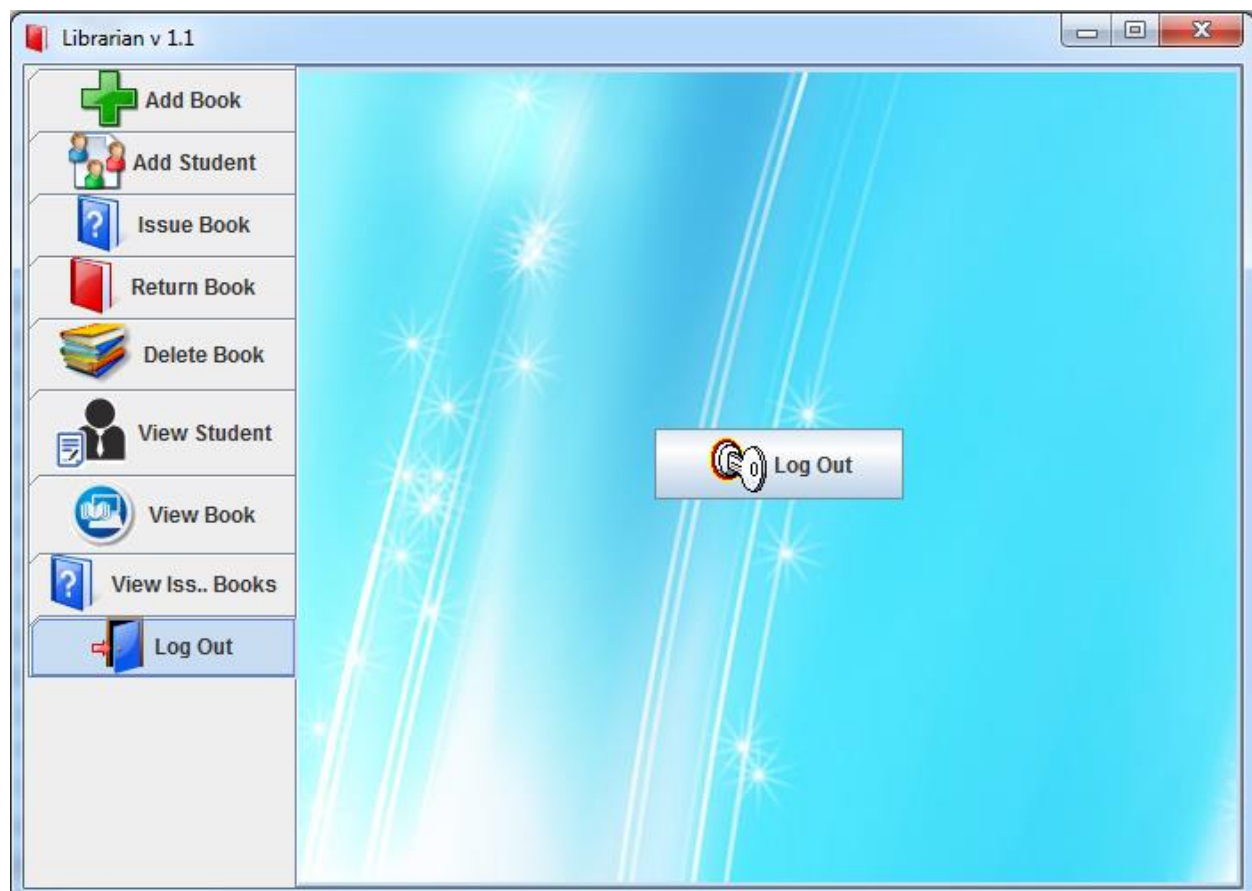 Librarian v 1.1
Add Book
Add Student
Issue Book
Return Book
Delete Book
View Student
View Book
View Iss.. Books
Log Out
Log Out